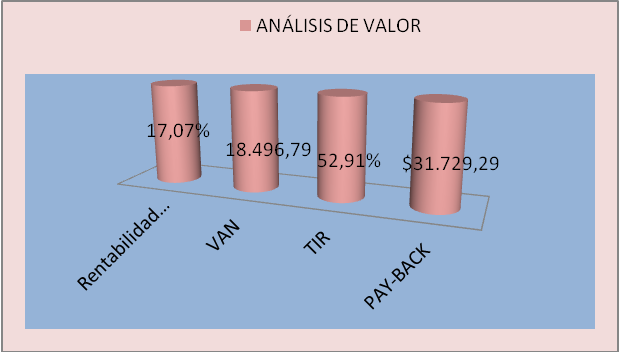 ANÁLISIS DE VALOR
17,07%
18.496,79
52,91%
$31.729,29
Rentabilidad...
VAN
TIR
PAY-BACK